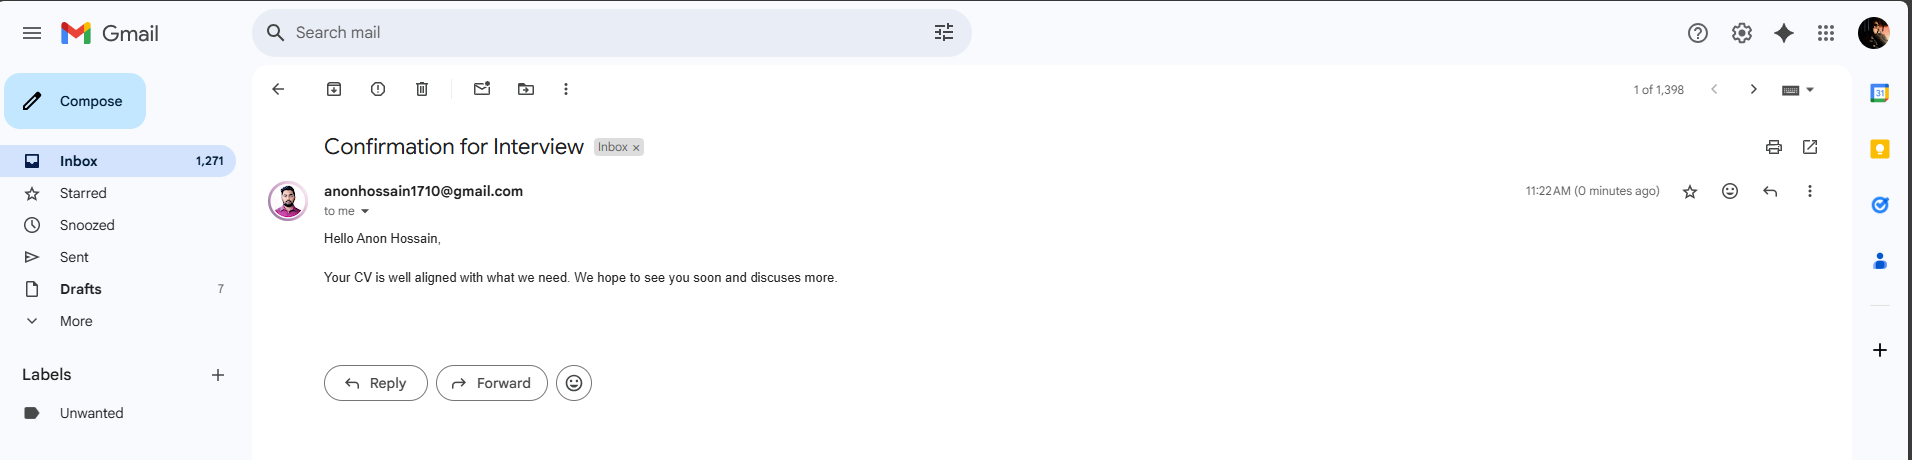 Gmail
Search mail
Compose
1 of 1,398
Inbox 1,271
Starred
Snoozed
Sent
Drafts 7
More
Labels
Unwanted
Confirmation for Interview Inbox ×
anonhossain1710@gmail.com 11:22 AM (0 minutes ago)
to me
Hello Anon Hossain,
Your CV is well aligned with what we need. We hope to see you soon and discuses more.
Reply Forward
31